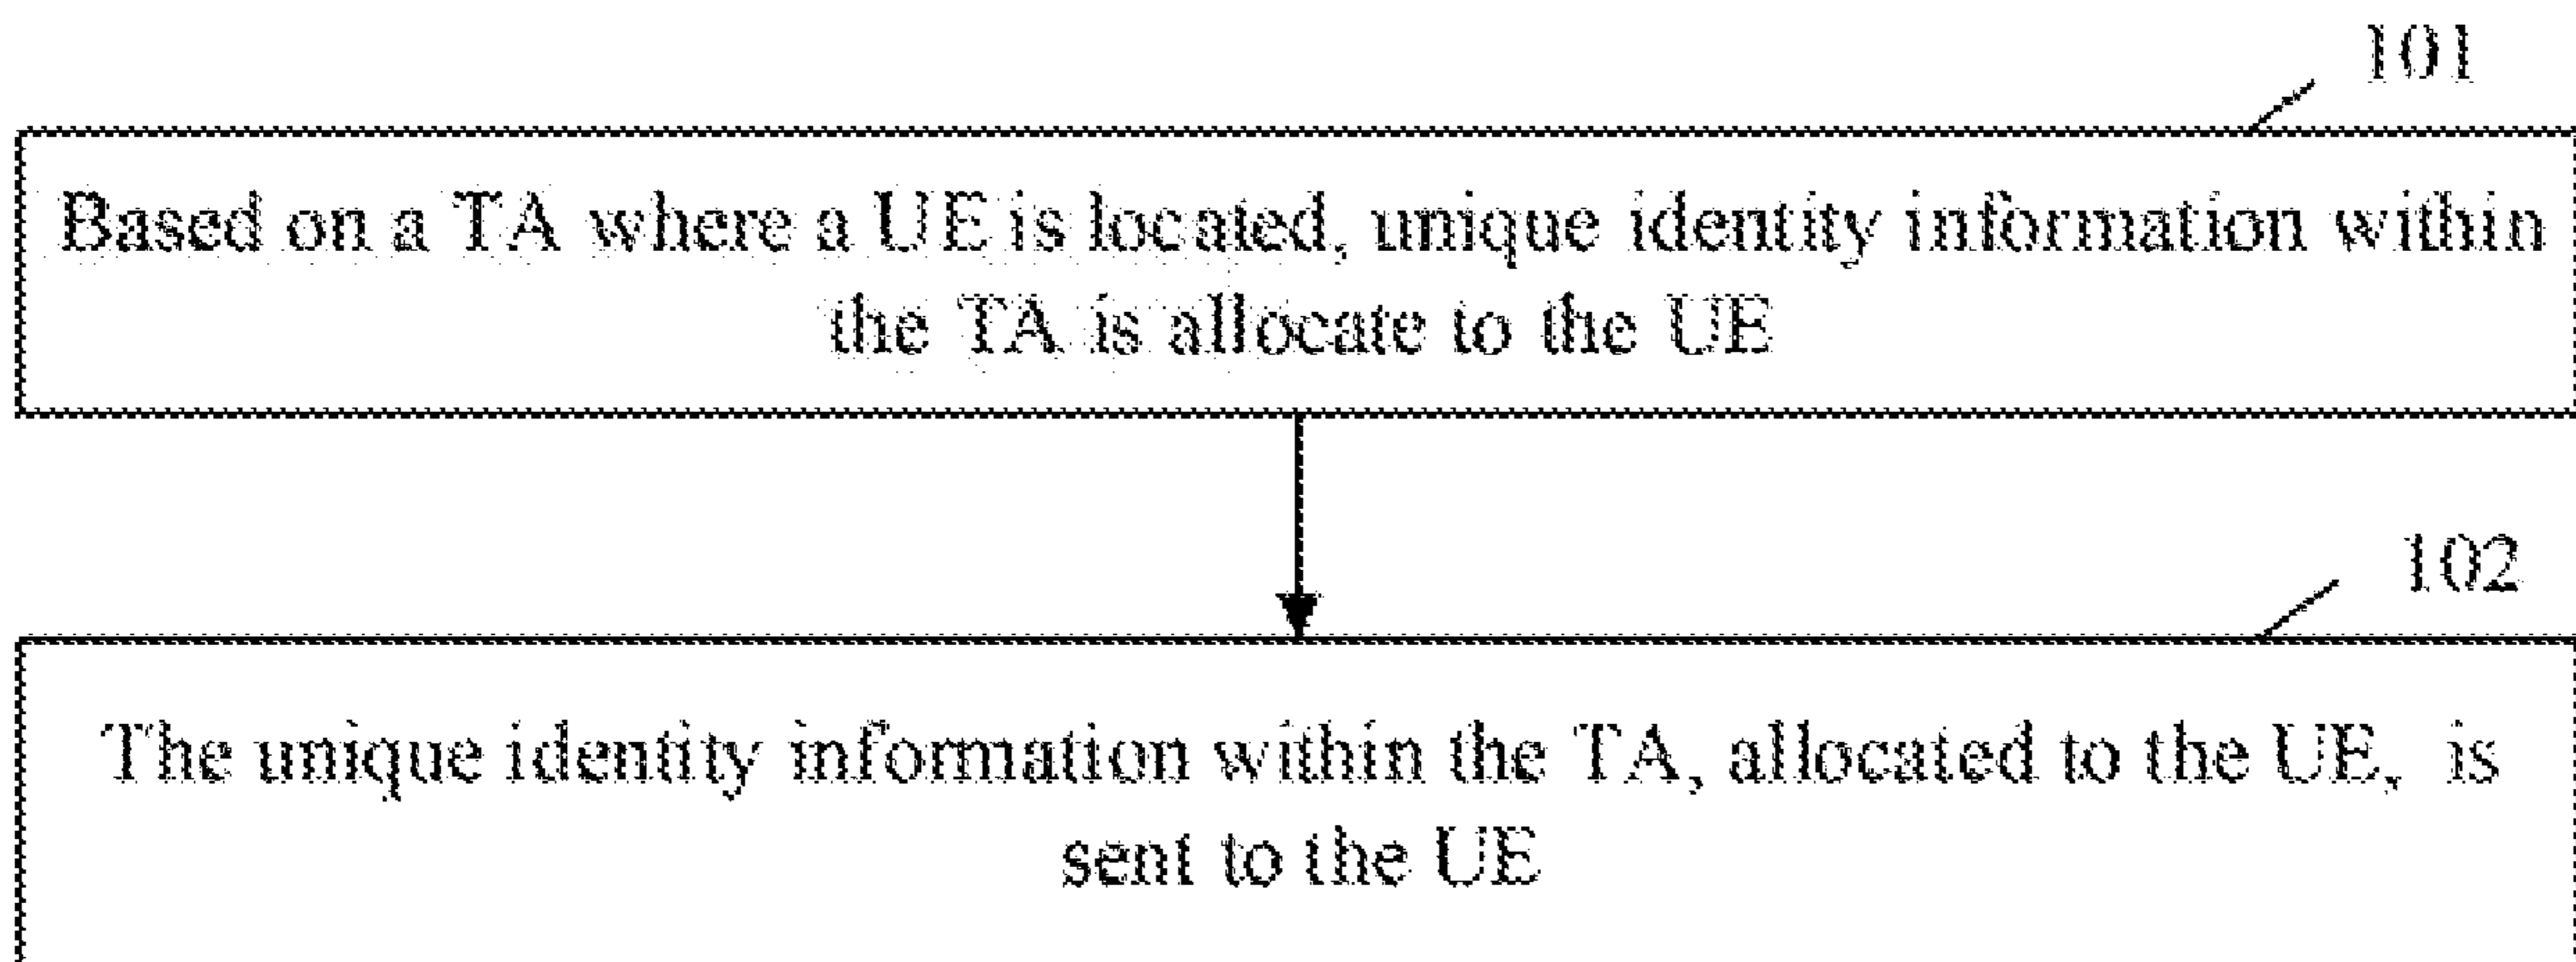 101
Based on a TA where a UE is located, unique identity information within
the TA is allocate to the UE
102
The unique identity information within the TA, allocated to the UE, is
sent to the UE